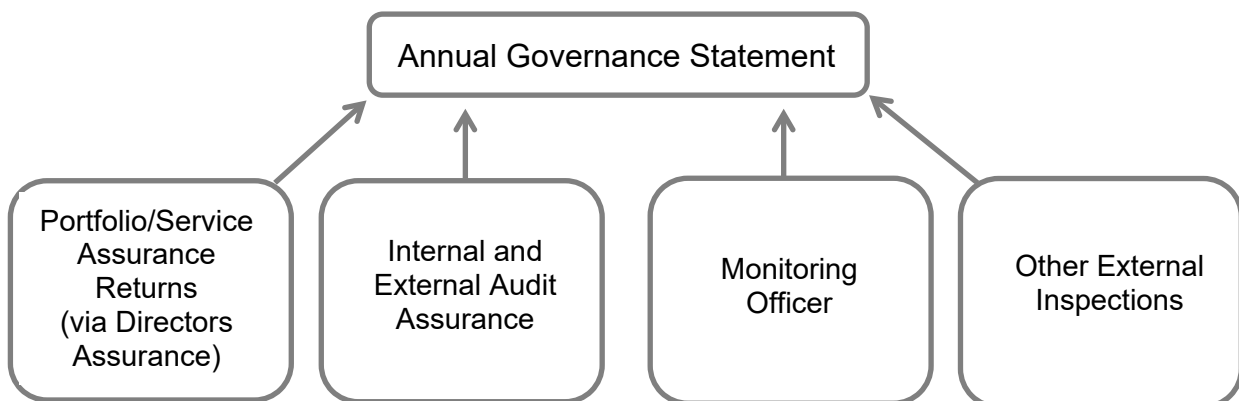 Annual Governance Statement
Portfolio/Service
Assurance
Returns
(via Directors
Assurance)
Internal and
External Audit
Assurance
Monitoring
Officer
Other External
Inspections